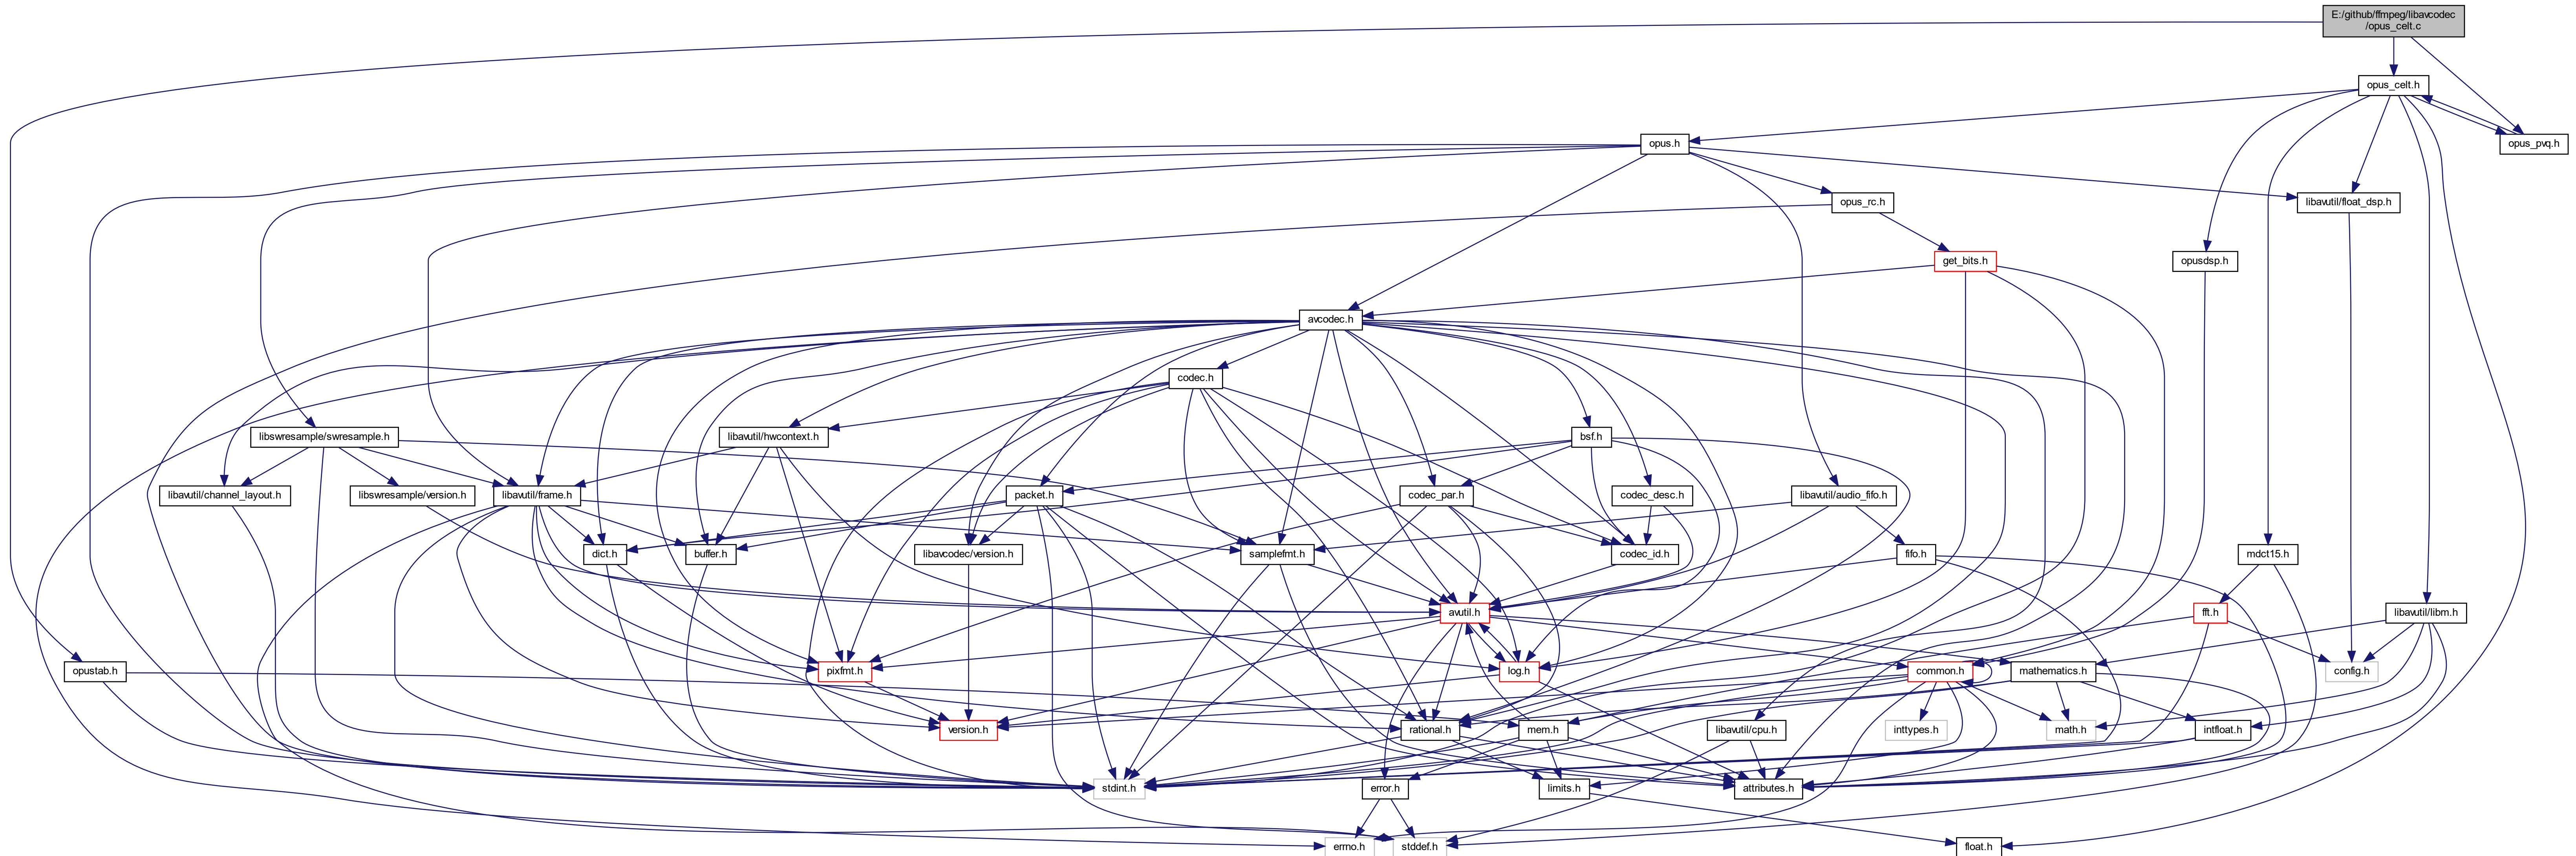 E:/github/ffmpeg/libavcodec
/opus_celt.c
opus_celt.h
opus.h
opus_pvq.h
opus_rc.h
libavutil/float_dsp.h
get_bits.h
opusdsp.h
avcodec.h
codec.h
libswresample/swresample.h
libavutil/hwcontext.h
bsf.h
libavutil/channel_layout.h
libswresample/version.h
libavutil/frame.h
packet.h
codec_par.h
codec_desc.h
libavutil/audio_fifo.h
dict.h
buffer.h
libavcodec/version.h
samplefmt.h
codec_id.h
fifo.h
mdct15.h
avutil.h
fft.h
libavutil/libm.h
opustab.h
pixfmt.h
log.h
common.h
mathematics.h
config.h
version.h
rational.h
mem.h
libavutil/cpu.h
inttypes.h
math.h
intfloat.h
stdint.h
error.h
limits.h
attributes.h
errno.h
stddef.h
float.h